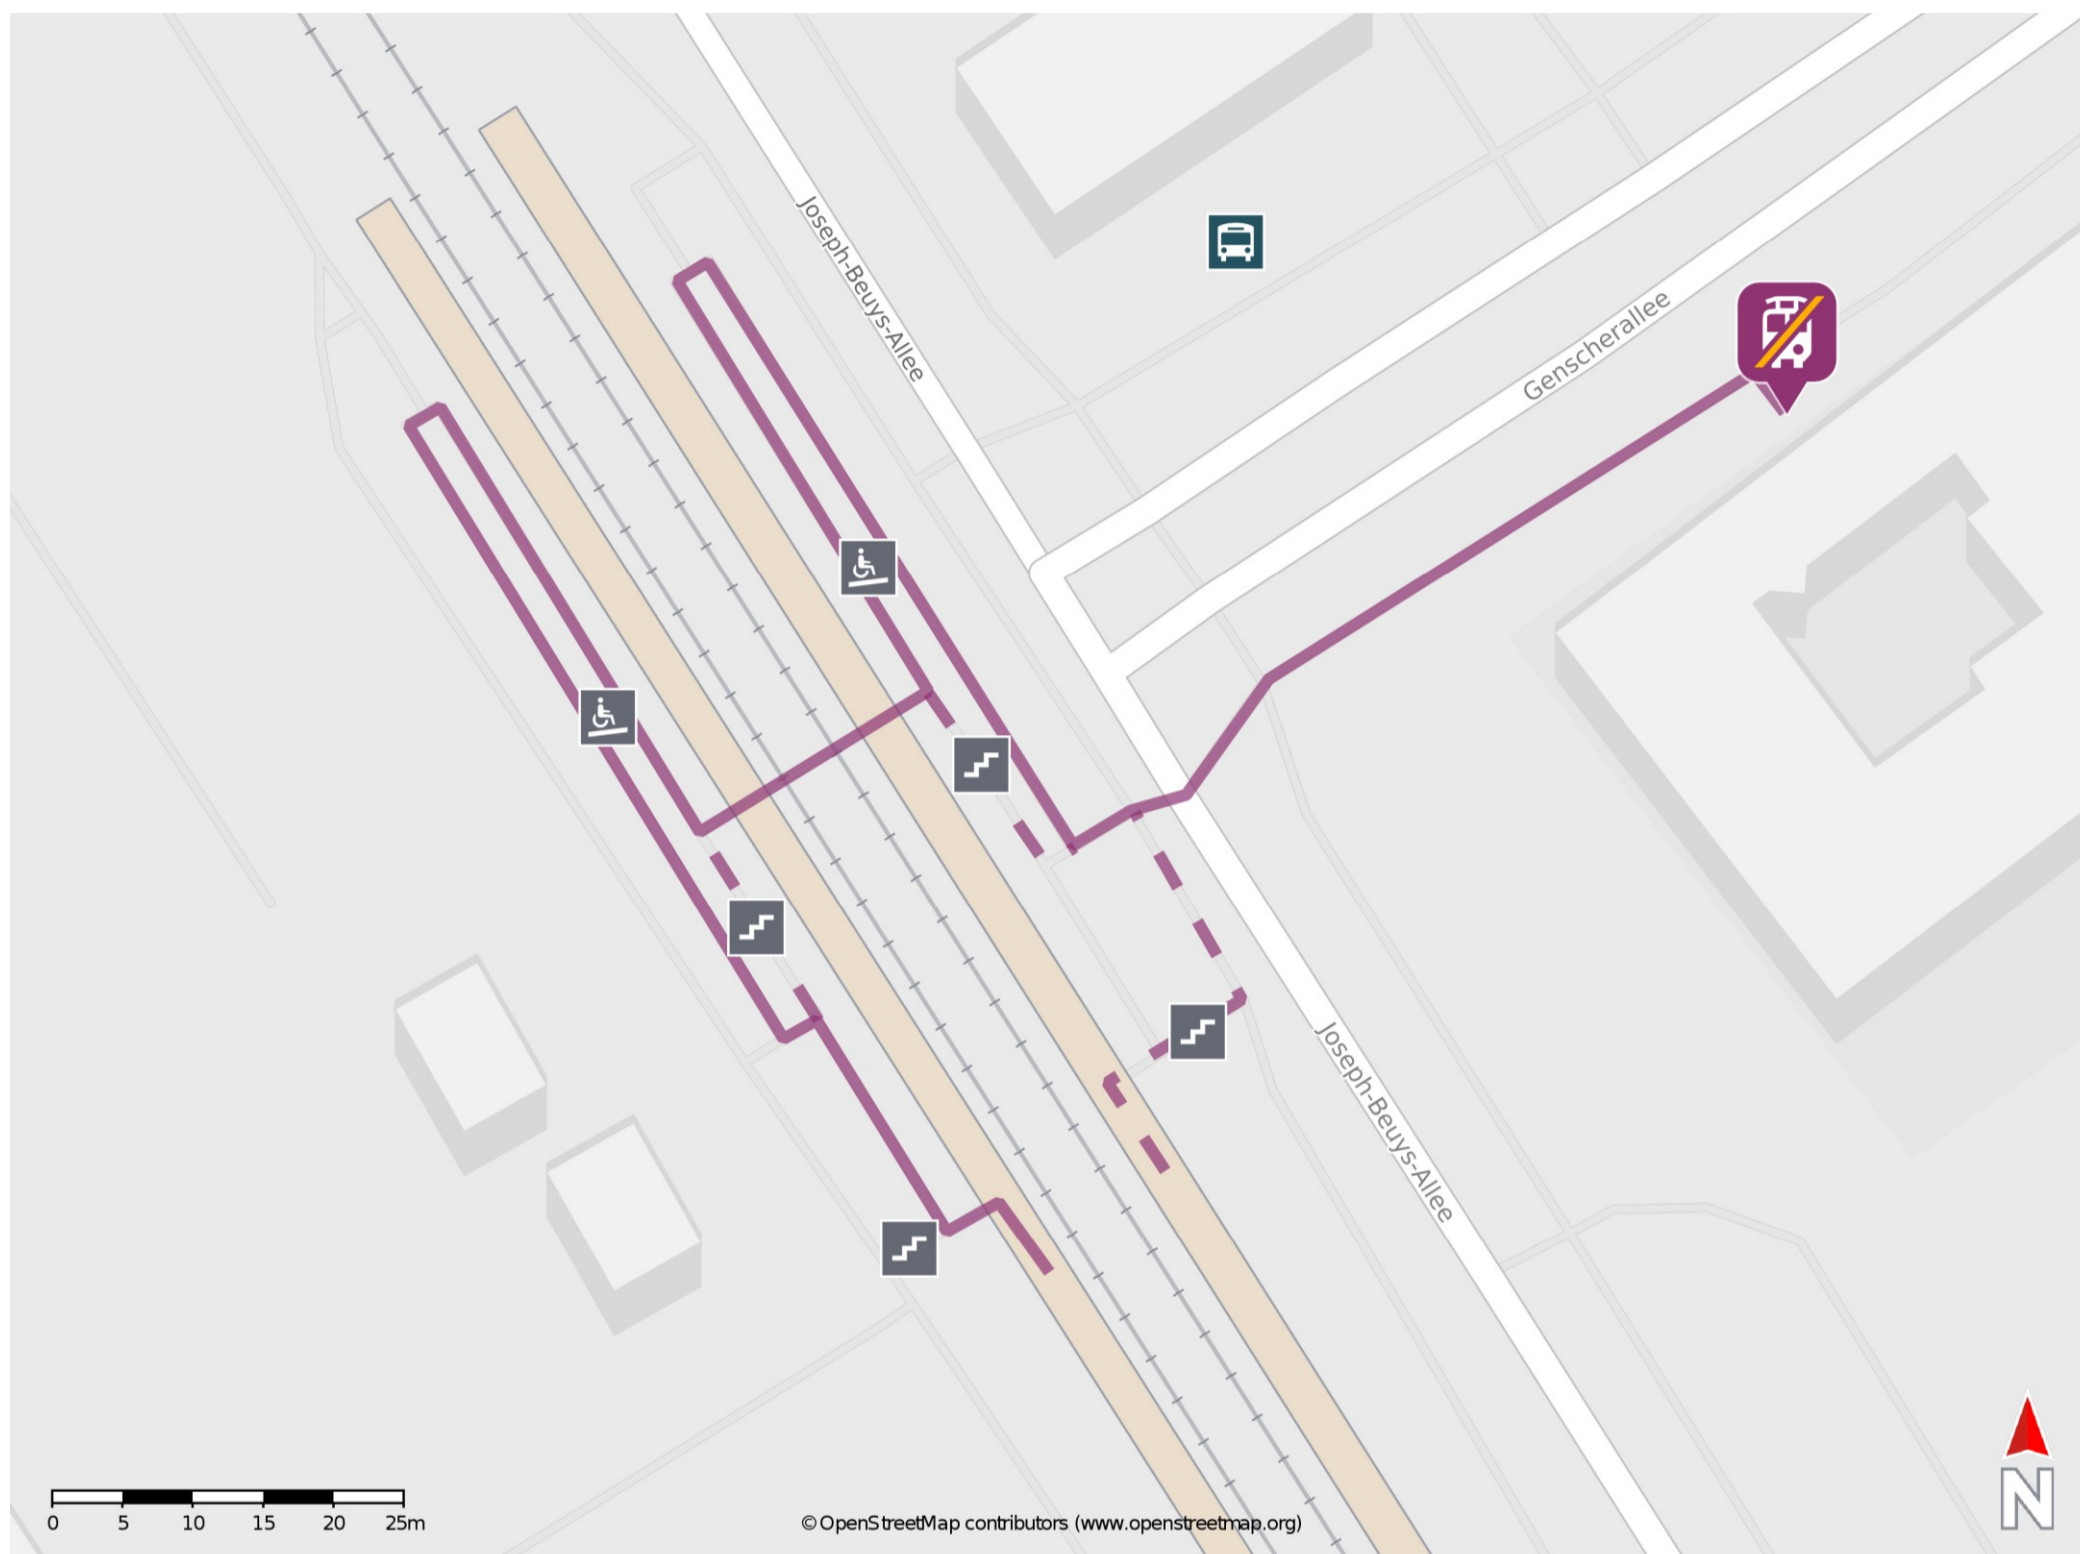 Joseph-Beuys-Allee
Genscherallee
Joseph-Beuys-Allee
0 5 10 15 20 25m
© OpenStreetMap contributors (www.openstreetmap.org)
N